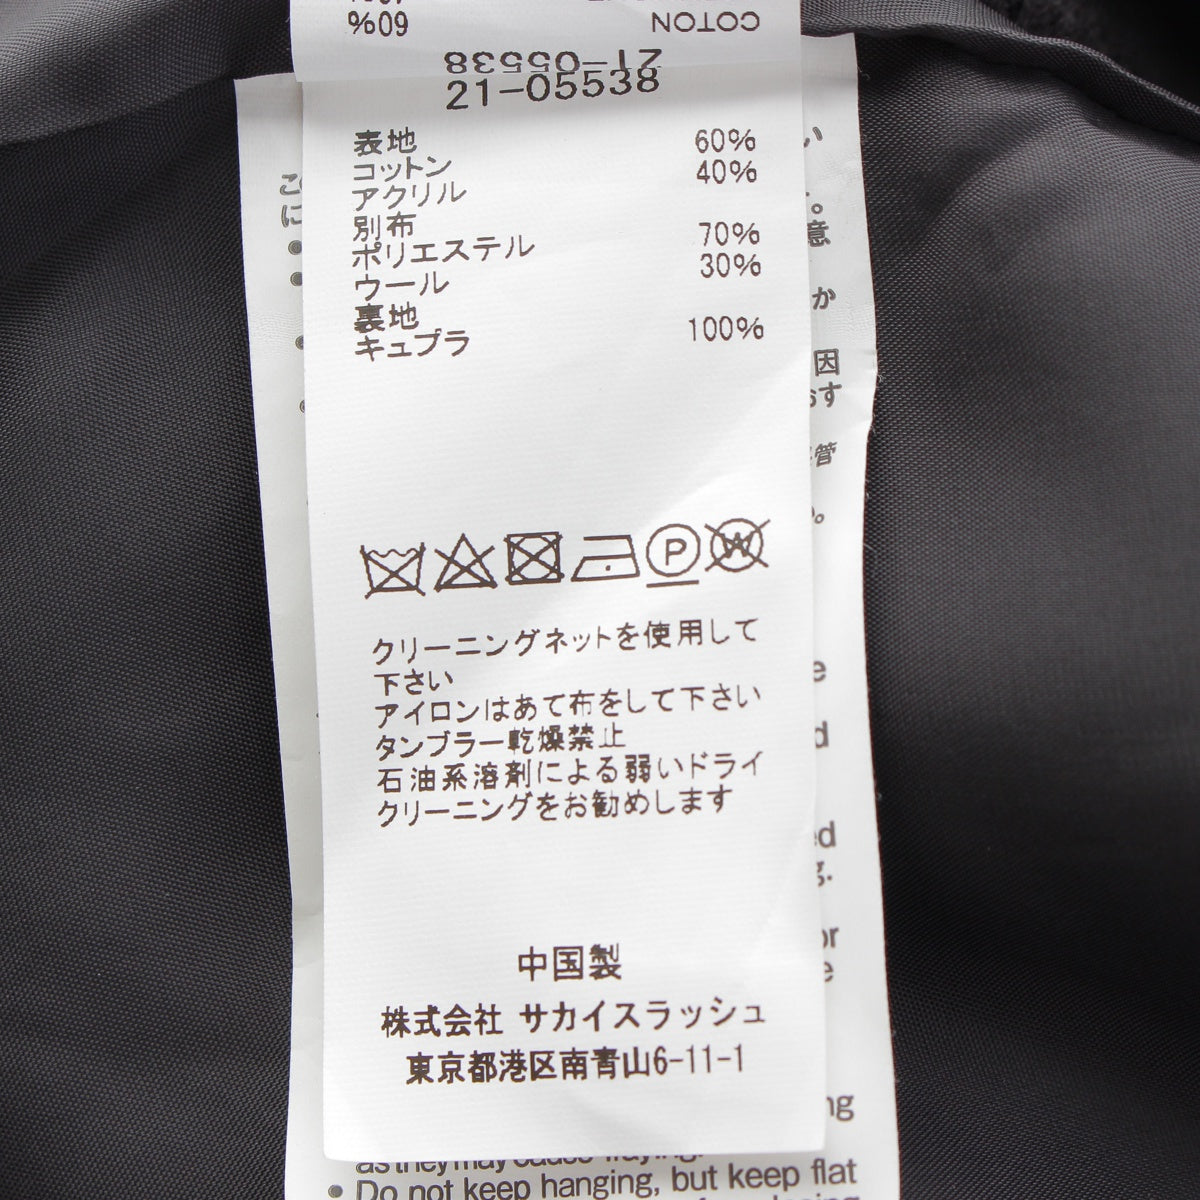 60%
COTON
21-05538
21-05538
表地
コットン 60%
アクリル 40%
別布
ポリエステル 70%
ウール 30%
裏地
キュプラ 100%
P
W
クリーニングネットを使用して
下さい
アイロンはあて布をして下さい
タンブラー乾燥禁止
石油系溶剤による弱いドライ
クリーニングをお勧めします
中国製
株式会社 サカイスラッシュ
東京都港区南青山6-11-1
as they may cause fraying.
• Do not keep hanging, but keep flat